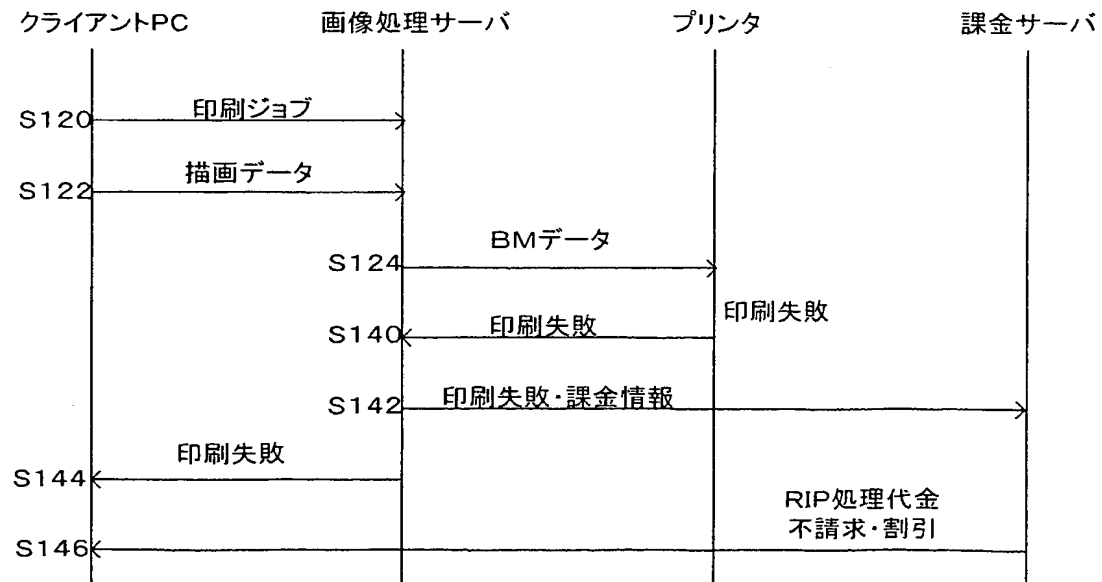 クライアントPC 画像処理サーバ プリンタ 課金サーバ
S120 印刷ジョブ
S122 描画データ
S124 BMデータ
印刷失敗
S140 印刷失敗
S142 印刷失敗・課金情報
S144 印刷失敗
RIP処理代金
不請求・割引
S146